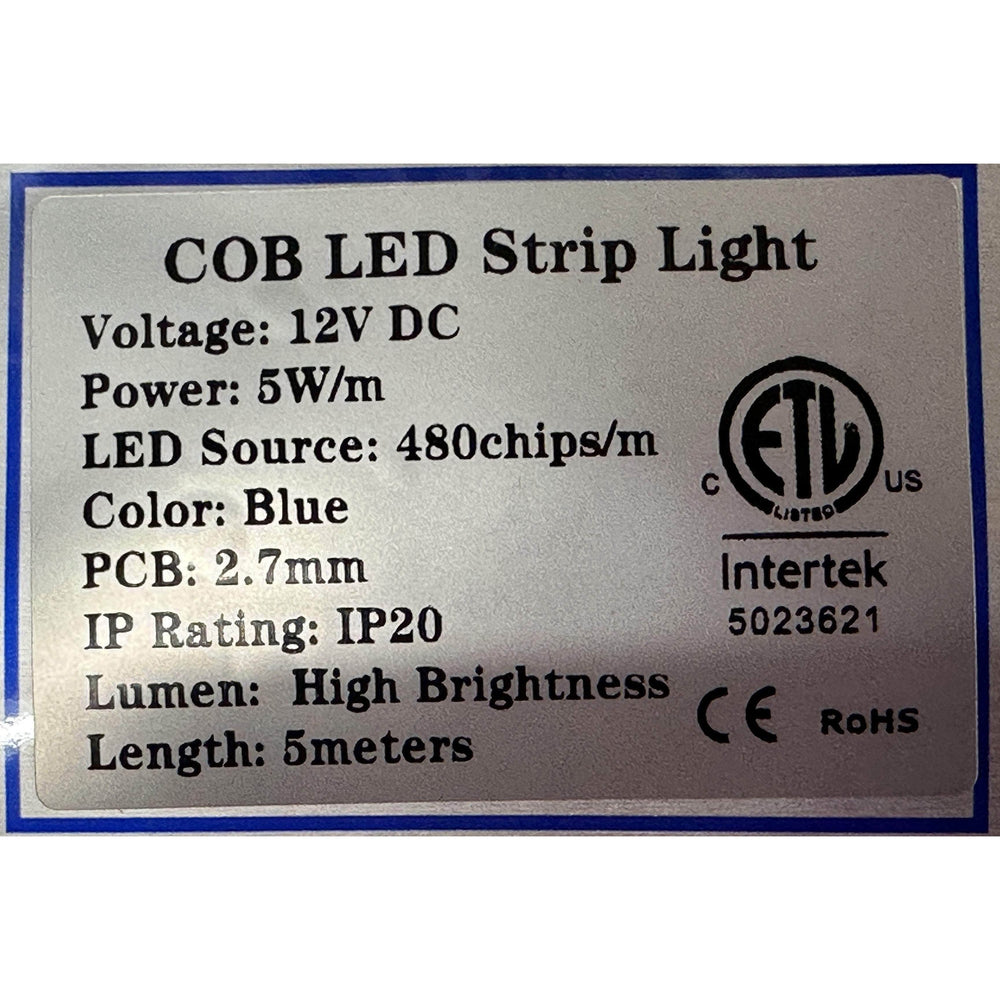 COB LED Strip Light
Voltage: 12V DC
Power: 5W/m
LED Source: 480chips/m
Color: Blue
PCB: 2.7mm
IP Rating: IP20
Lumen: High Brightness
Length: 5meters
ETL
C US
LISTED
Intertek
5023621
CE RoHS